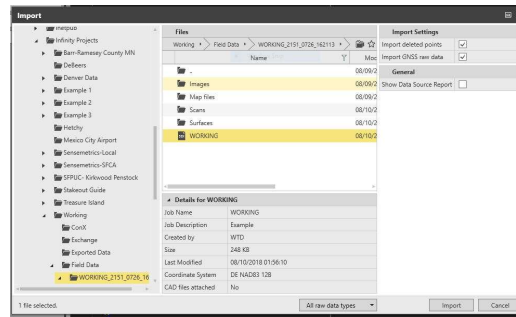 Import
Inetpub
Infinity Projects
Barr-Ramesey County MN
DeBeers
Denver Data
Example 1
Example 2
Example 3
Hetchy
Mexico City Airport
Sensemetrics-Local
Sensemetrics-SFCA
SFPUC- Kirkwood Penstock
Stakeout Guide
Treasure Island
Working
ConX
Exchange
Exported Data
Field Data
WORKING_2151_0726_16
Files
Working Field Data WORKING_2151_0726_162113
Name Moc
.. 08/09/2
Images 08/09/2
Map files 08/09/2
Scans 08/10/2
Surfaces 08/10/2
WORKING 08/10/2
Details for WORKING
Job Name WORKING
Job Description Example
Created by WTD
Size 248 KB
Last Modified 08/10/2018 01:56:10
Coordinate System DE NAD83 12B
CAD files attached No
Import Settings
Import deleted points
Import GNSS raw data
General
Show Data Source Report
1 file selected.
All raw data types
Import
Cancel